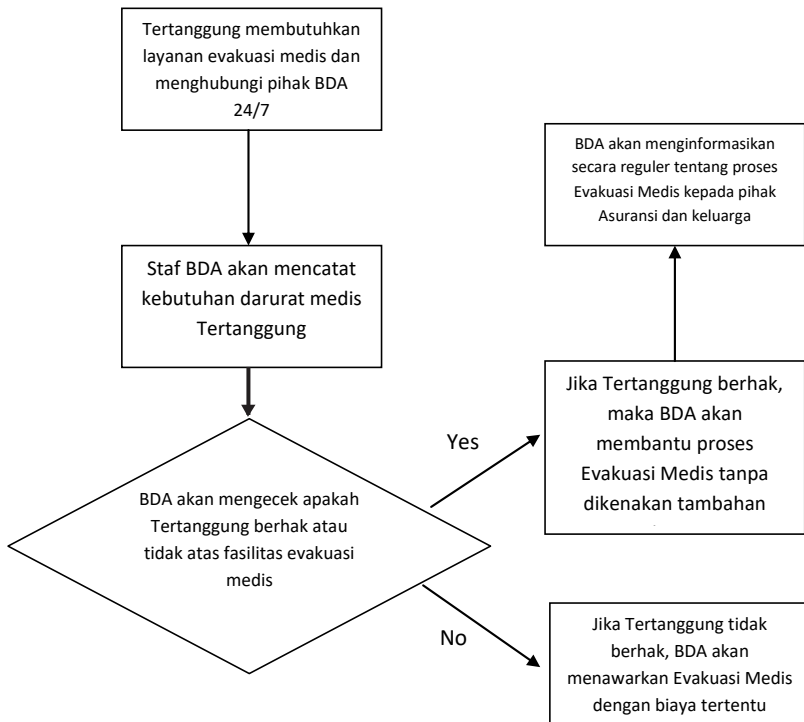 Tertanggung membutuhkan
layanan evakuasi medis dan
menghubungi pihak BDA
24/7
Staf BDA akan mencatat
kebutuhan darurat medis
Tertanggung
BDA akan mengecek apakah
Tertanggung berhak atau
tidak atas fasilitas evakuasi
medis
Yes
Jika Tertanggung berhak,
maka BDA akan
membantu proses
Evakuasi Medis tanpa
dikenakan tambahan
BDA akan menginformasikan
secara reguler tentang proses
Evakuasi Medis kepada pihak
Asuransi dan keluarga
No
Jika Tertanggung tidak
berhak, BDA akan
menawarkan Evakuasi Medis
dengan biaya tertentu